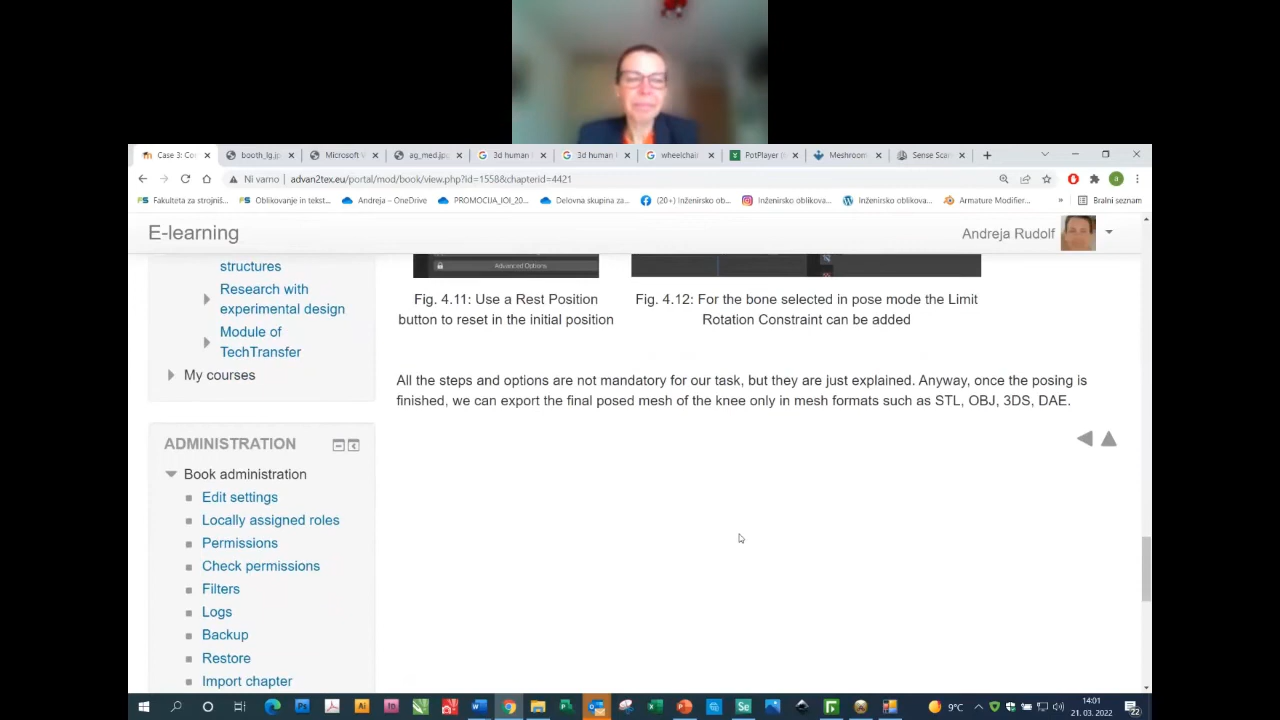 Case 3: Co
booth_lg.jp
Microsoft V
ag_med.jp
3d human
3d human
wheelchair
PotPlayer
Meshroom
Sense Sca
Ni varno
advan2tex.eu/portal/mod/book/view.php?id=1558&chapterid=4421
Fakulteta za strojniš...
Oblikovanje in tekst...
Andreja – OneDrive
PROMOCIJA_IOI_20...
Delovna skupina za...
(20+) Inženirsko ob...
Inženirsko oblikova...
Inženirsko oblikova...
Armature Modifier...
»
Bralni seznam
E-learning
Andreja Rudolf
structures
Research with
experimental design
Module of
TechTransfer
My courses
ADMINISTRATION
Book administration
Edit settings
Locally assigned roles
Permissions
Check permissions
Filters
Logs
Backup
Restore
Import chapter
Advanced Options
Fig. 4.11: Use a Rest Position
button to reset in the initial position
Fig. 4.12: For the bone selected in pose mode the Limit
Rotation Constraint can be added
All the steps and options are not mandatory for our task, but they are just explained. Anyway, once the posing is
finished, we can export the final posed mesh of the knee only in mesh formats such as STL, OBJ, 3DS, DAE.
9°C
14:01
21. 03. 2022
22